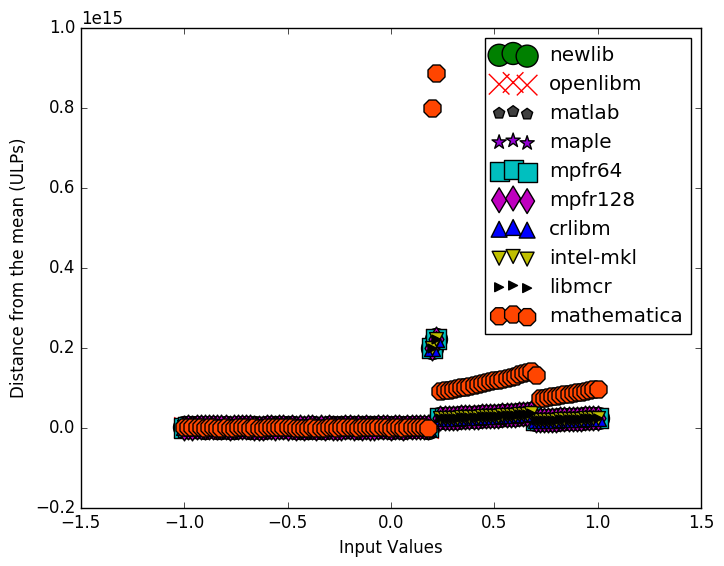 1e15
1.0
0.8
0.6
0.4
0.2
0.0
−0.2
−1.5 −1.0 −0.5 0.0 0.5 1.0 1.5
Input Values
Distance from the mean (ULPs)
newlib
openlibm
matlab
maple
mpfr64
mpfr128
crlibm
intel-mkl
libmcr
mathematica